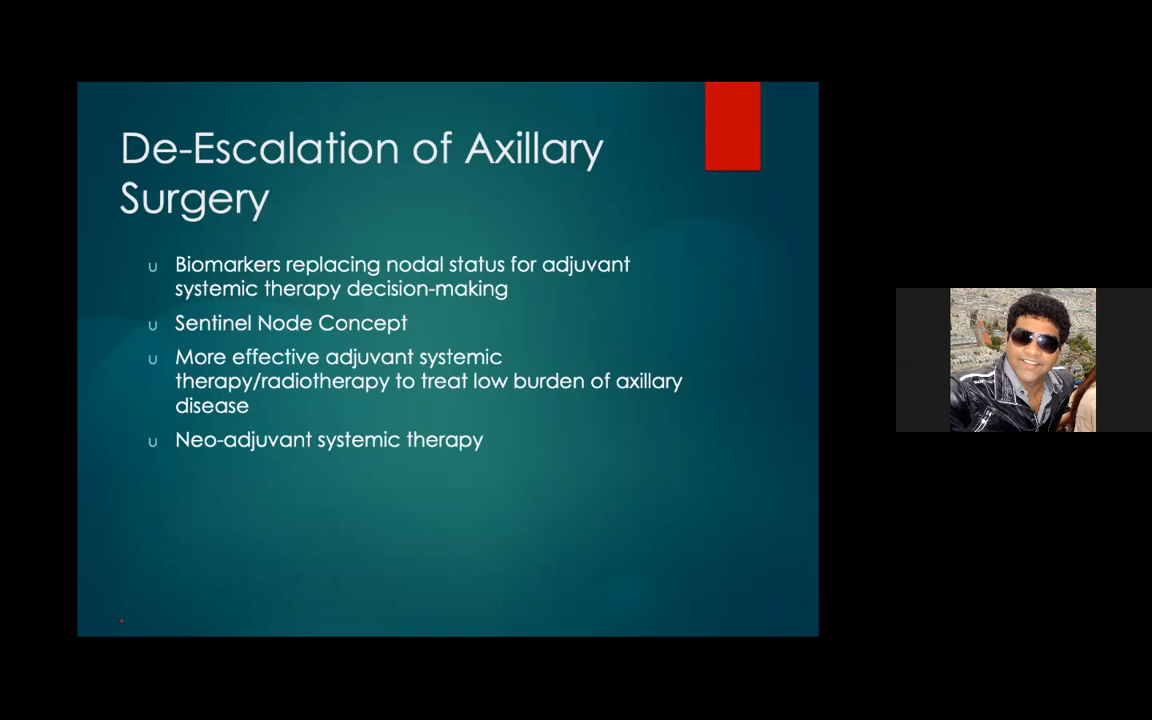 De-Escalation of Axillary
Surgery
u Biomarkers replacing nodal status for adjuvant
systemic therapy decision-making
u Sentinel Node Concept
u More effective adjuvant systemic
therapy/radiotherapy to treat low burden of axillary
disease
u Neo-adjuvant systemic therapy